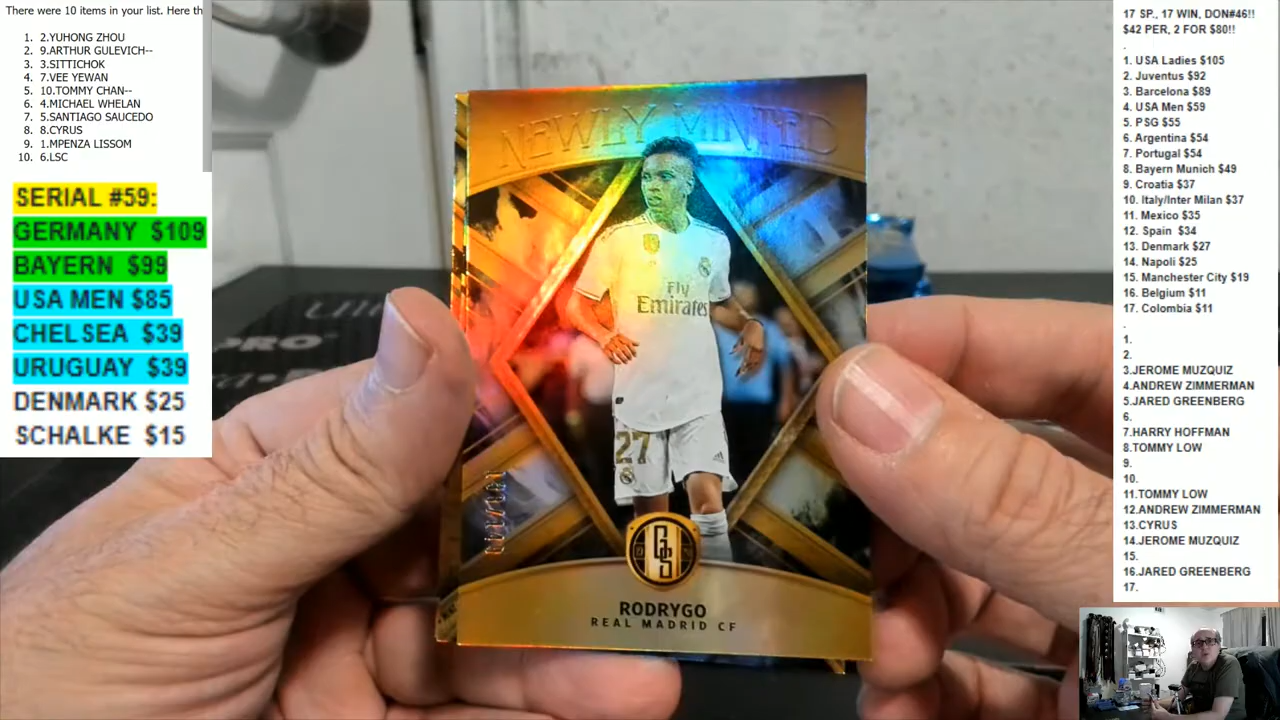 There were 10 items in your list. Here th
1. 2.YUHONG ZHOU
2. 9.ARTHUR GULEVICH--
3. 3.SITTICHOK
4. 7.VEE YEWAN
5. 10.TOMMY CHAN--
6. 4.MICHAEL WHELAN
7. 5.SANTIAGO SAUCEDO
8. 8.CYRUS
9. 1.MPENZA LISSOM
10. 6.LSC
SERIAL #59:
GERMANY $109
BAYERN $99
USA MEN $85
CHELSEA $39
URUGUAY $39
DENMARK $25
SCHALKE $15
NEWLY MINTED
Fly
Emirates
27
GS
RODRYGO
REAL MADRID CF
PRO
17 SP., 17 WIN, DON#46!!
$42 PER, 2 FOR $80!!
.
1. USA Ladies $105
2. Juventus $92
3. Barcelona $89
4. USA Men $59
5. PSG $55
6. Argentina $54
7. Portugal $54
8. Bayern Munich $49
9. Croatia $37
10. Italy/Inter Milan $37
11. Mexico $35
12. Spain $34
13. Denmark $27
14. Napoli $25
15. Manchester City $19
16. Belgium $11
17. Colombia $11
.
1.
2.
3.JEROME MUZQUIZ
4.ANDREW ZIMMERMAN
5.JARED GREENBERG
6.
7.HARRY HOFFMAN
8.TOMMY LOW
9.
10.
11.TOMMY LOW
12.ANDREW ZIMMERMAN
13.CYRUS
14.JEROME MUZQUIZ
15.
16.JARED GREENBERG
17.